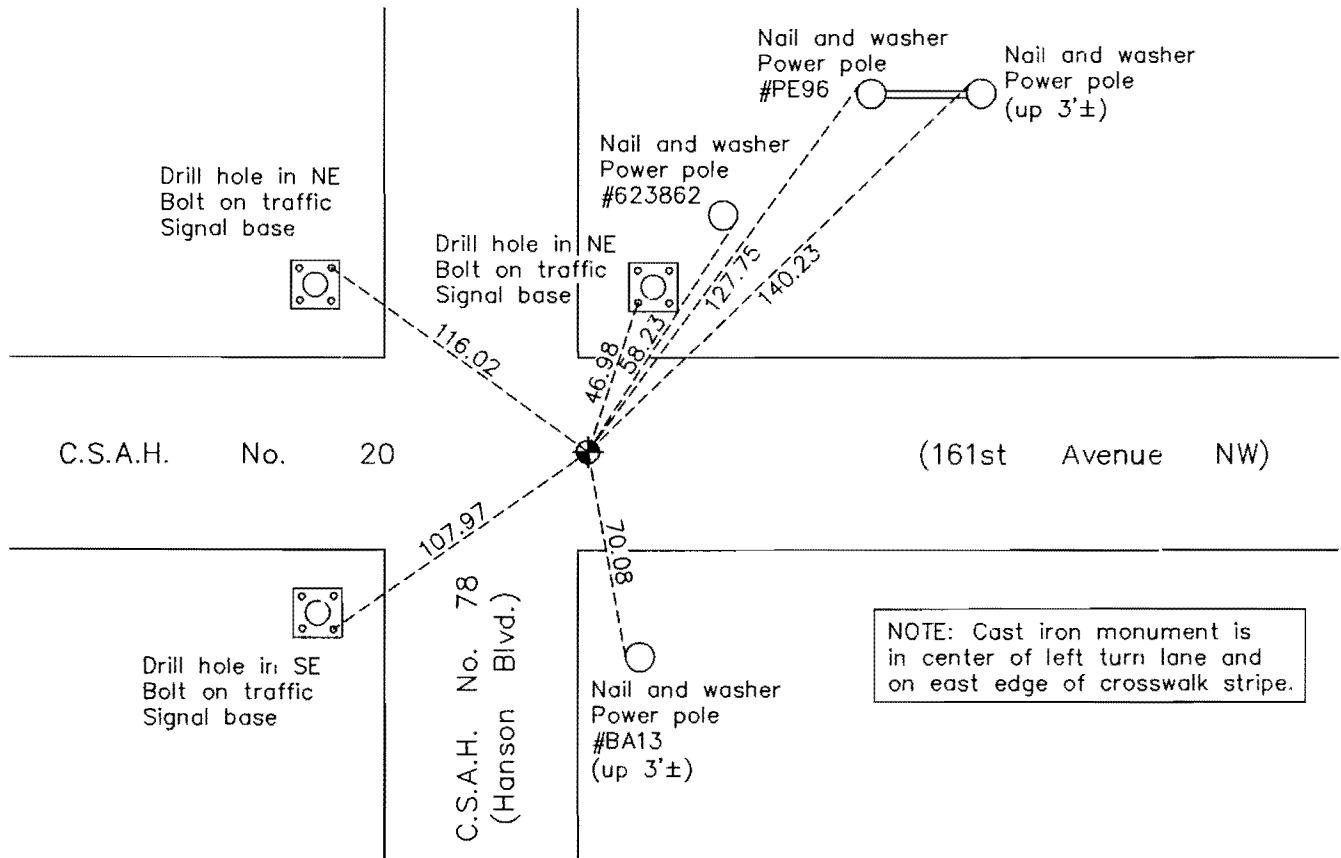 Nail and washer
Power pole
#PE96
Nail and washer
Power pole
(up 3'±)
Nail and washer
Power pole
#623862
Drill hole in NE
Bolt on traffic
Signal base
Drill hole in NE
Bolt on traffic
Signal base
116.02
46.98
58.23
127.75
140.23
C.S.A.H. No. 20
(161st Avenue NW)
107.97
70.08
C.S.A.H. No. 78
(Hanson Blvd.)
NOTE: Cast iron monument is
in center of left turn lane and
on east edge of crosswalk stripe.
Drill hole in SE
Bolt on traffic
Signal base
Nail and washer
Power pole
#BA13
(up 3'±)